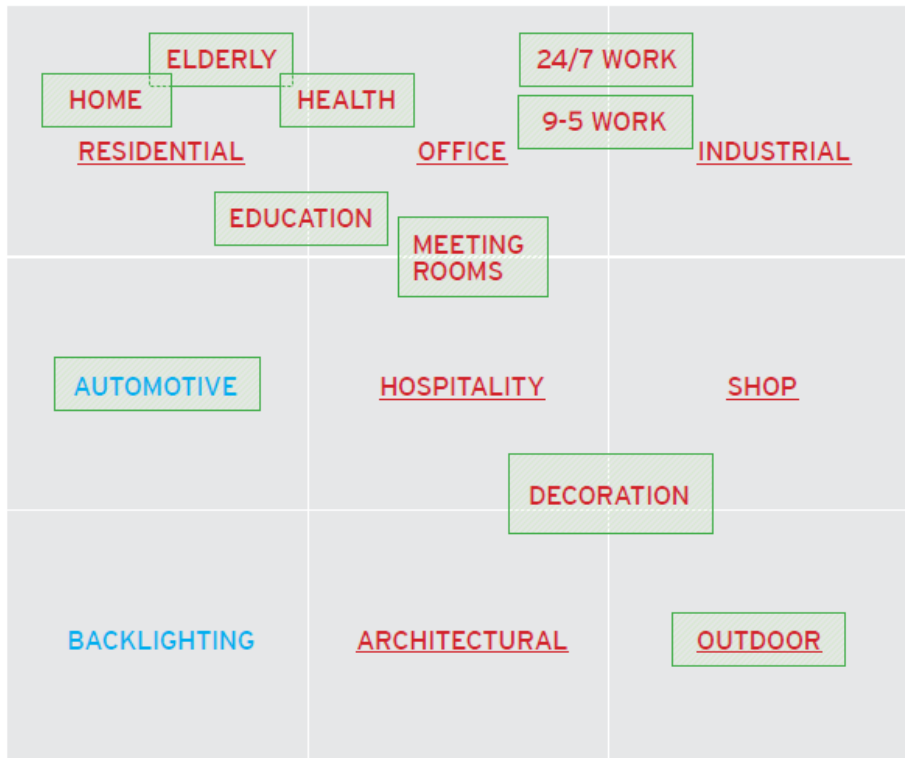 ELDERLY
24/7 WORK
HOME
HEALTH
9-5 WORK
RESIDENTIAL
OFFICE
INDUSTRIAL
EDUCATION
MEETING
ROOMS
AUTOMOTIVE
HOSPITALITY
SHOP
DECORATION
BACKLIGHTING
ARCHITECTURAL
OUTDOOR